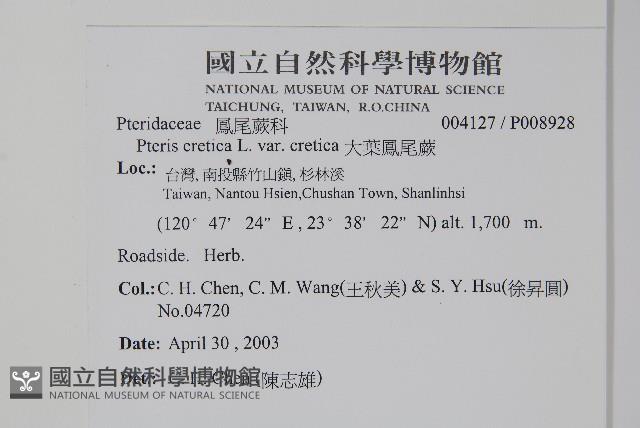 國立自然科學博物館
NATIONAL MUSEUM OF NATURAL SCIENCE
TAICHUNG, TAIWAN, R.O.CHINA
Pteridaceae 鳳尾蕨科 004127 / P008928
Pteris cretica L. var. cretica 大葉鳳尾蕨
Loc.: 台灣, 南投縣竹山鎮, 杉林溪
Taiwan, Nantou Hsien,Chushan Town, Shanlinhsi
(120° 47' 24" E , 23° 38' 22" N) alt. 1,700 m.
Roadside. Herb.
Col.: C. H. Chen, C. M. Wang(王秋美) & S. Y. Hsu(徐昇圓)
No.04720
Date: April 30 , 2003
Det.: Chen (陳志雄)
國立自然科學博物館
NATIONAL MUSEUM OF NATURAL SCIENCE